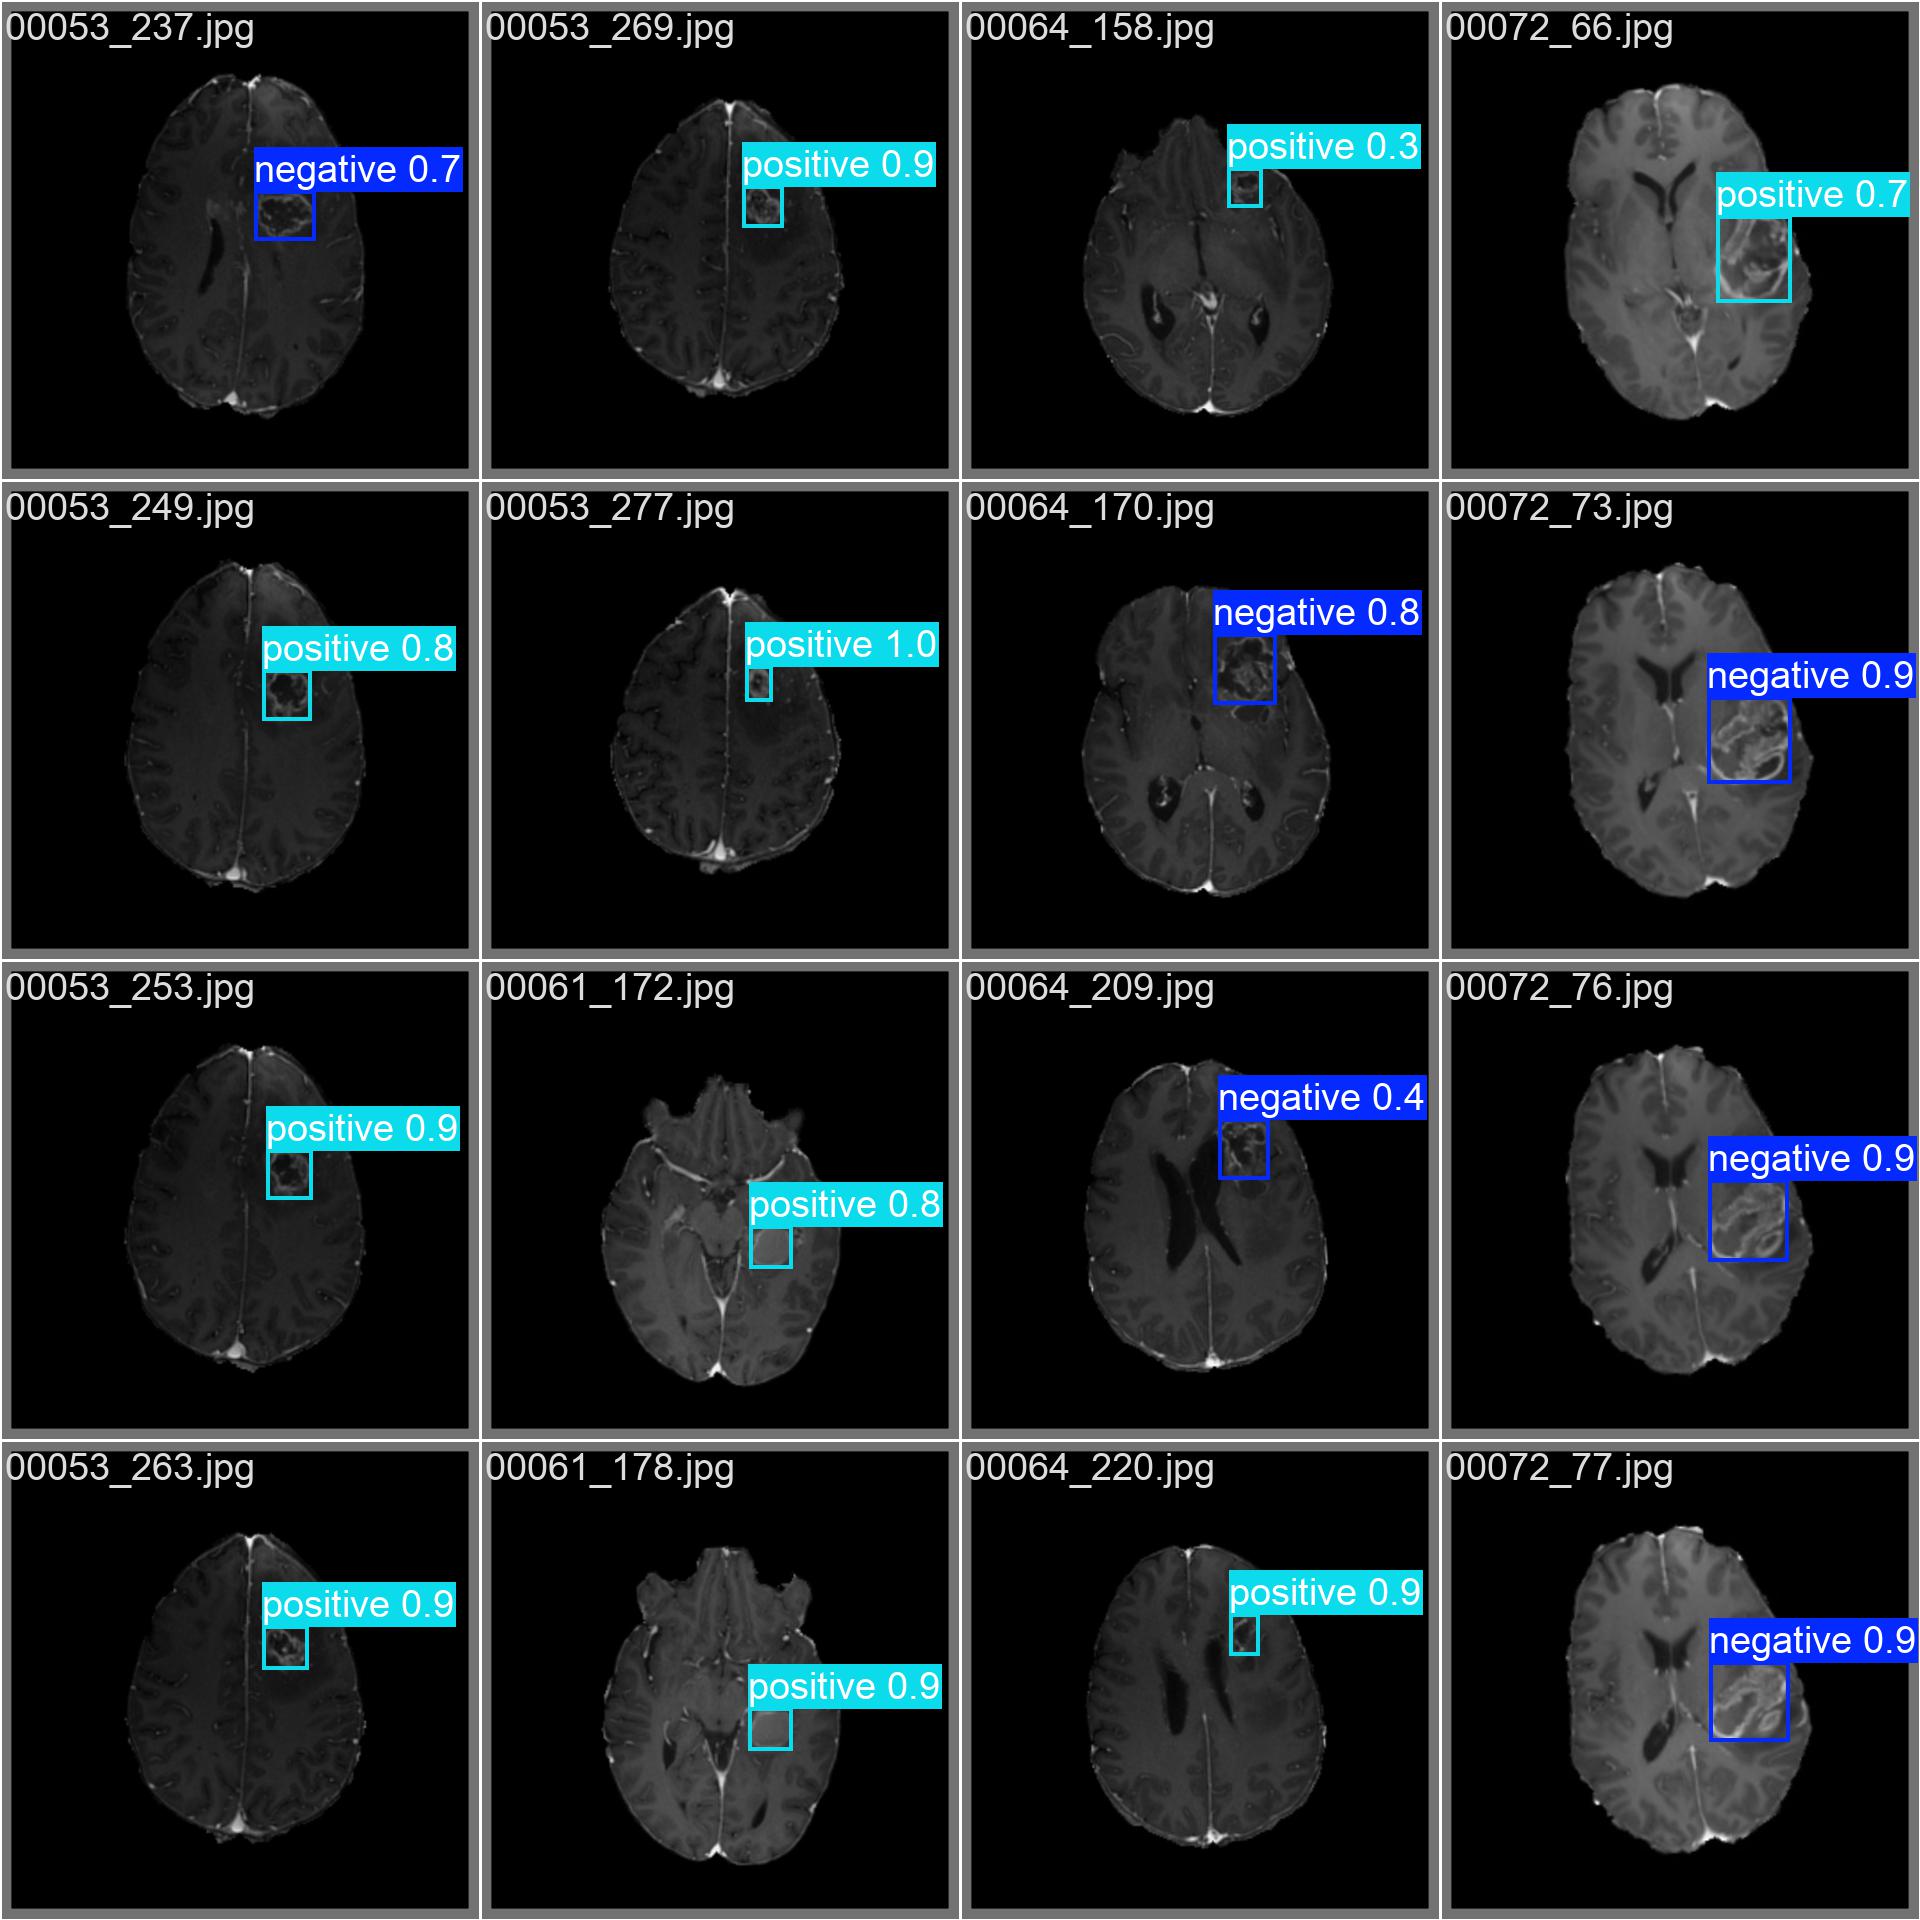 00053_237.jpg
negative 0.7
00053_269.jpg
positive 0.9
00064_158.jpg
positive 0.3
00072_66.jpg
positive 0.7
00053_249.jpg
positive 0.8
00053_277.jpg
positive 1.0
00064_170.jpg
negative 0.8
00072_73.jpg
negative 0.9
00053_253.jpg
positive 0.9
00061_172.jpg
positive 0.8
00064_209.jpg
negative 0.4
00072_76.jpg
negative 0.9
00053_263.jpg
positive 0.9
00061_178.jpg
positive 0.9
00064_220.jpg
positive 0.9
00072_77.jpg
negative 0.9